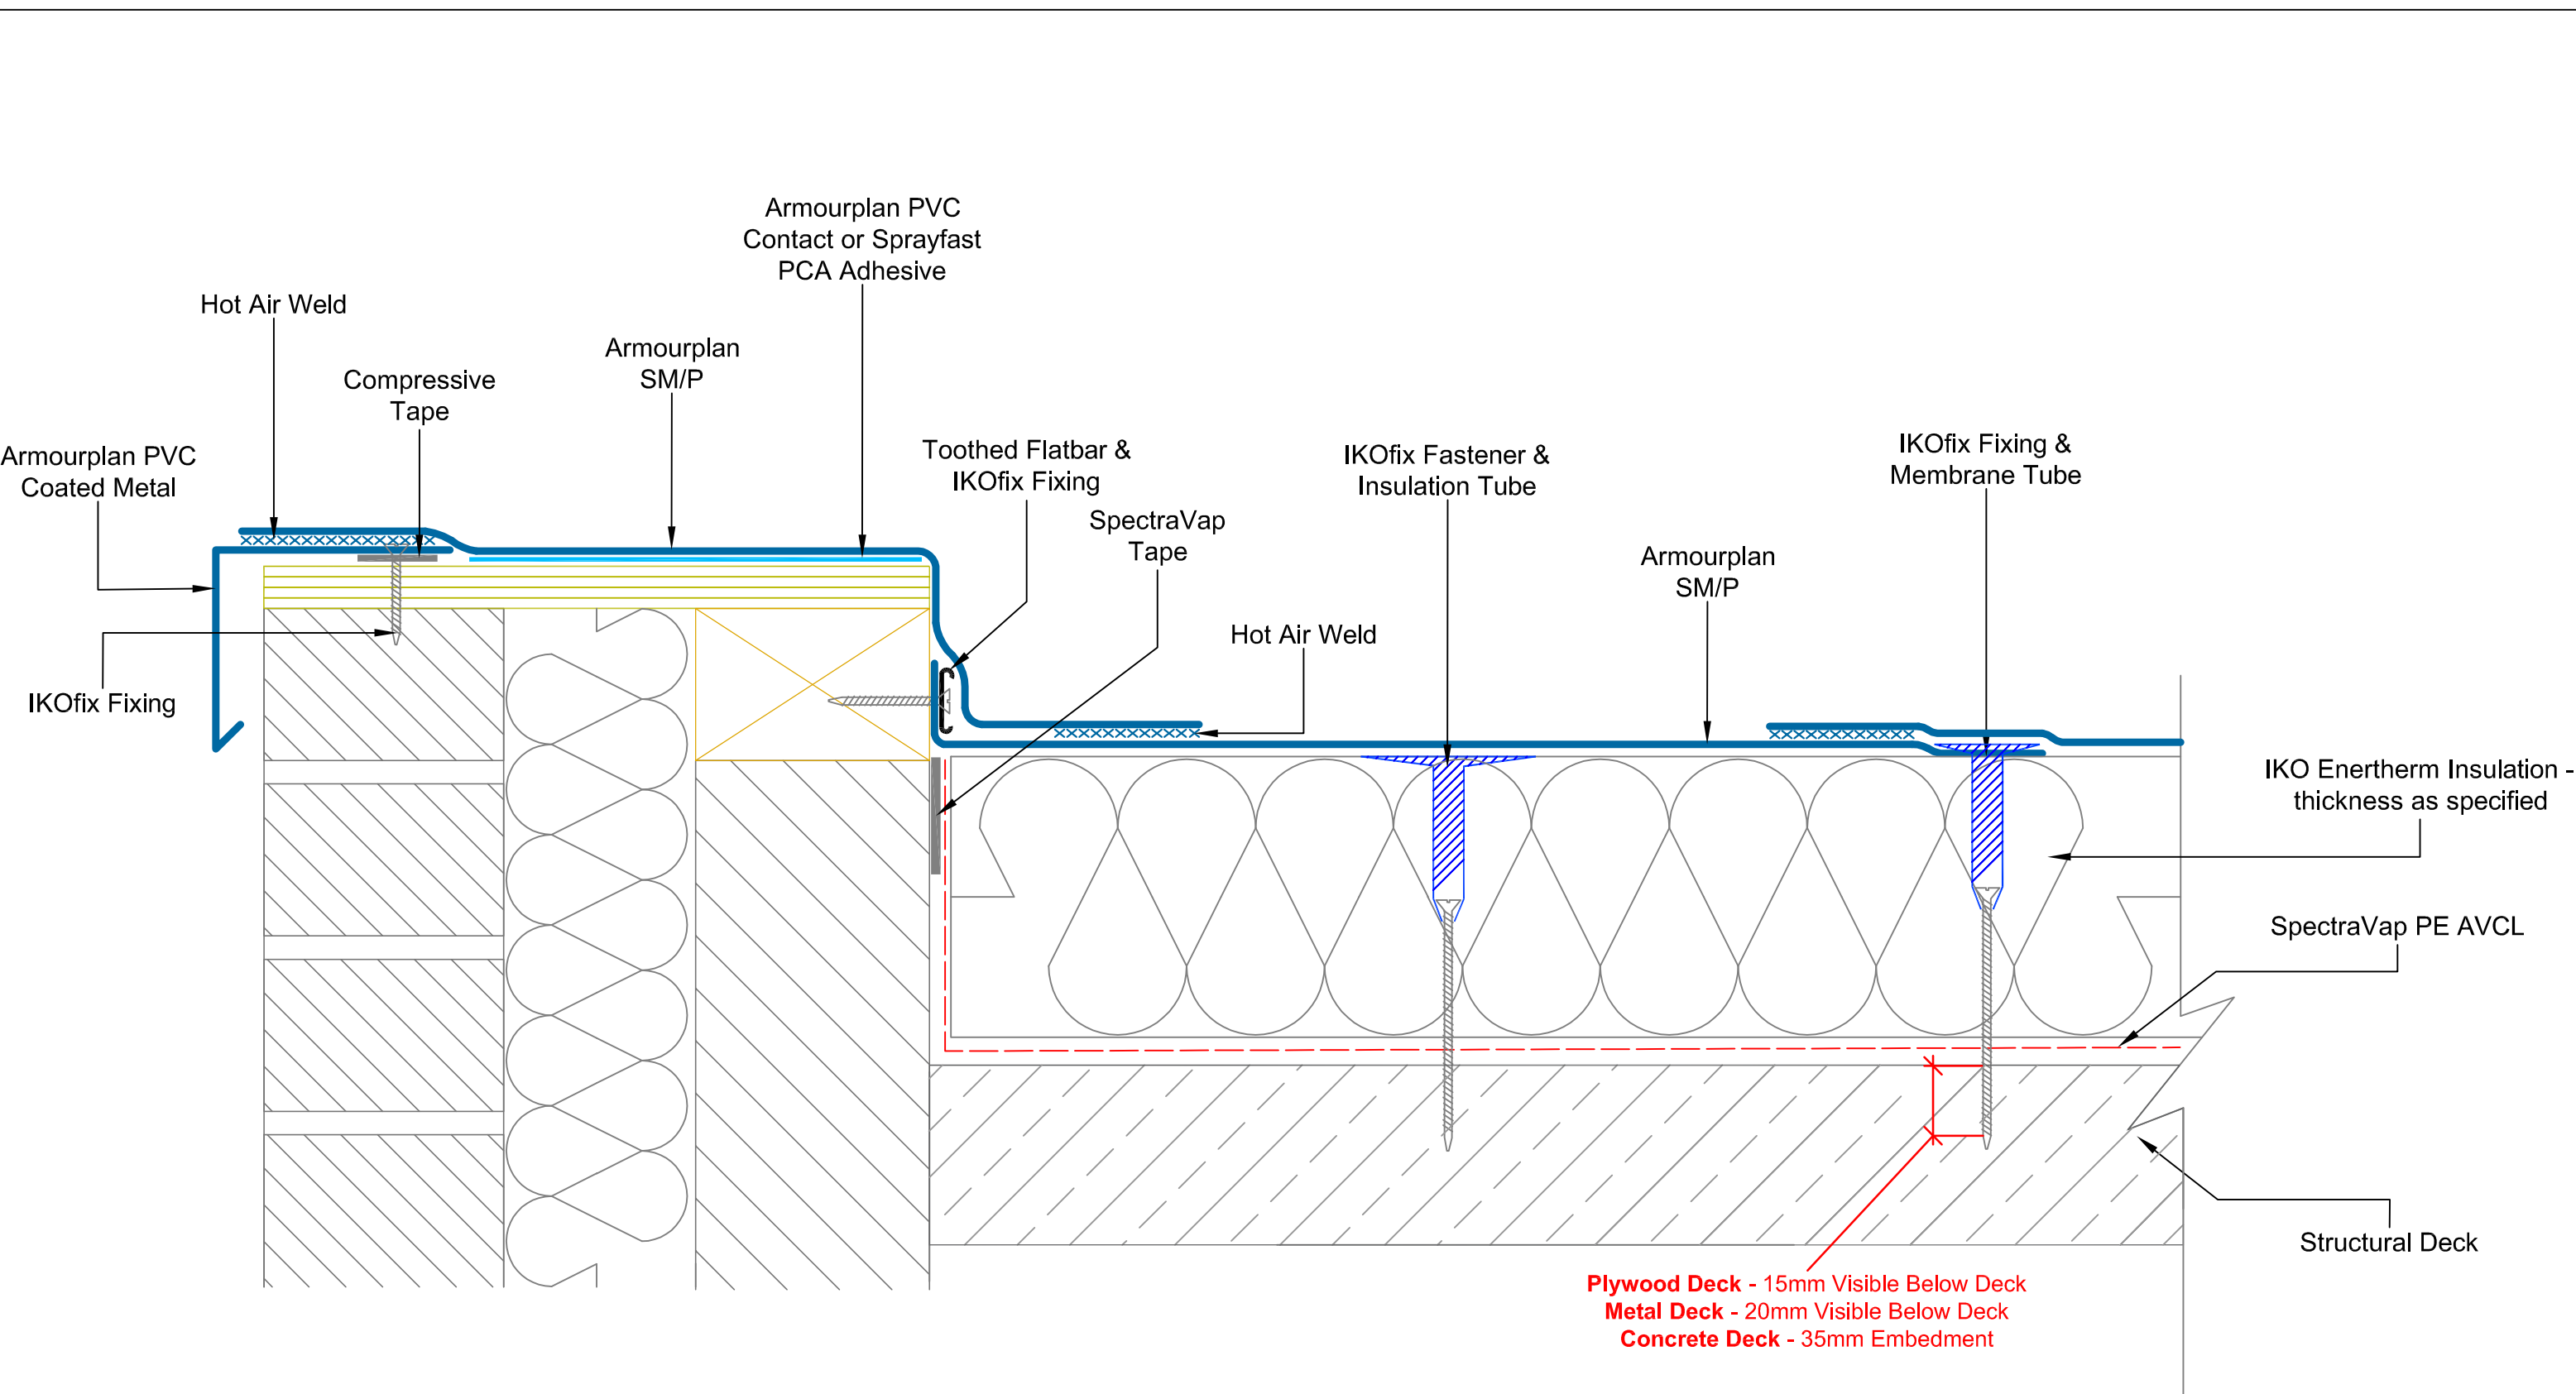 Armourplan PVC
Contact or Sprayfast
PCA Adhesive
Hot Air Weld
Armourplan
SM/P
Compressive
Tape
Armourplan PVC
Coated Metal
Toothed Flatbar &
IKOfix Fixing
IKOfix Fastener &
Insulation Tube
IKOfix Fixing &
Membrane Tube
SpectraVap
Tape
Armourplan
SM/P
Hot Air Weld
IKOfix Fixing
IKO Enertherm Insulation -
thickness as specified
SpectraVap PE AVCL
Structural Deck
Plywood Deck - 15mm Visible Below Deck
Metal Deck - 20mm Visible Below Deck
Concrete Deck - 35mm Embedment